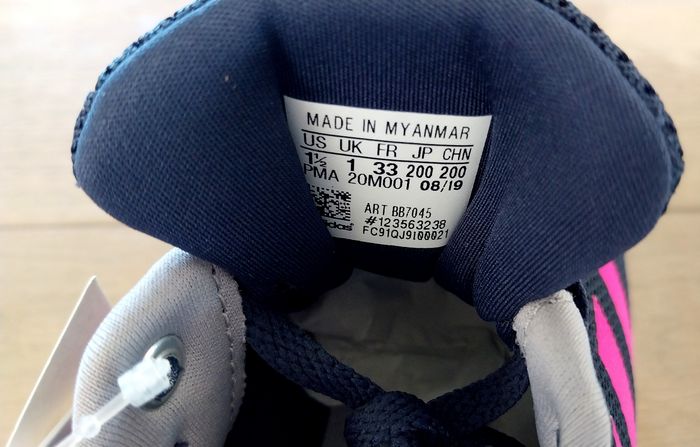 MADE IN MYANMAR
US UK FR JP CHN
1½ 1 33 200 200
PMA 20M001 08/19
ART BB7045
#123563238
FC91QJ9I00021